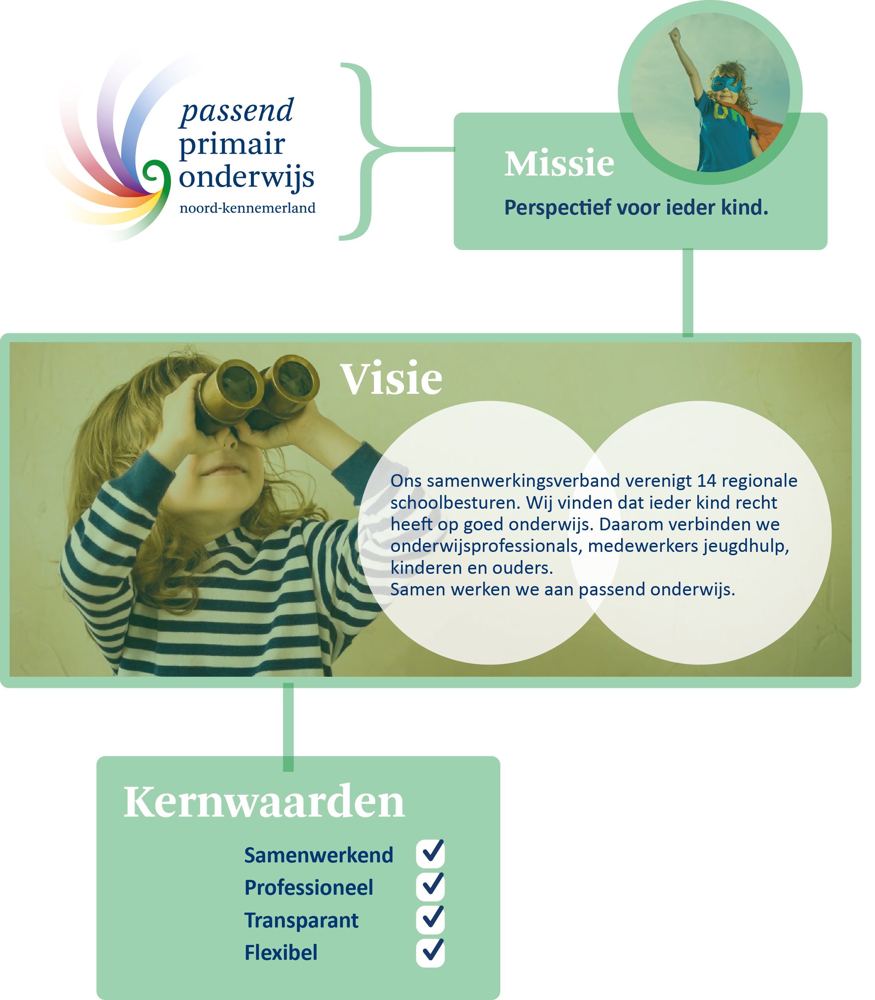 passend
primair
onderwijs
noord-kennemerland
Missie
Perspectief voor ieder kind.
Visie
Ons samenwerkingsverband verenigt 14 regionale
schoolbesturen. Wij vinden dat ieder kind recht
heeft op goed onderwijs. Daarom verbinden we
onderwijsprofessionals, medewerkers jeugdhulp,
kinderen en ouders.
Samen werken we aan passend onderwijs.
Kernwaarden
Samenwerkend
Professioneel
Transparant
Flexibel